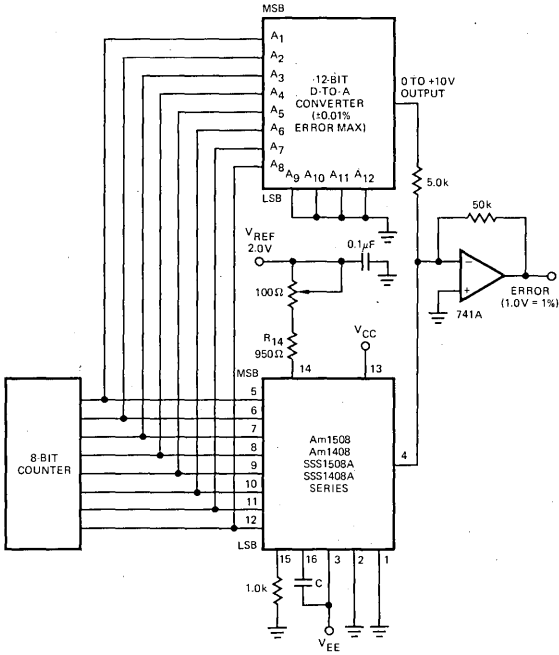 MSB
A1
A2
A3
A4
A5
A6
A7
A8
12-BIT
D-TO-A
CONVERTER
(±0.01%
ERROR MAX)
A9 A10 A11 A12
LSB
0 TO +10V
OUTPUT
5.0k
50k
VREF
2.0V
0.1μF
100Ω
R14
950Ω
VCC
−
+
741A
ERROR
(1.0V = 1%)
MSB
14
13
8-BIT
COUNTER
5
6
7
8
9
10
11
12
LSB
Am1508
Am1408
SSS1508A
SSS1408A
SERIES
4
15 16 3 2 1
1.0k
C
VEE